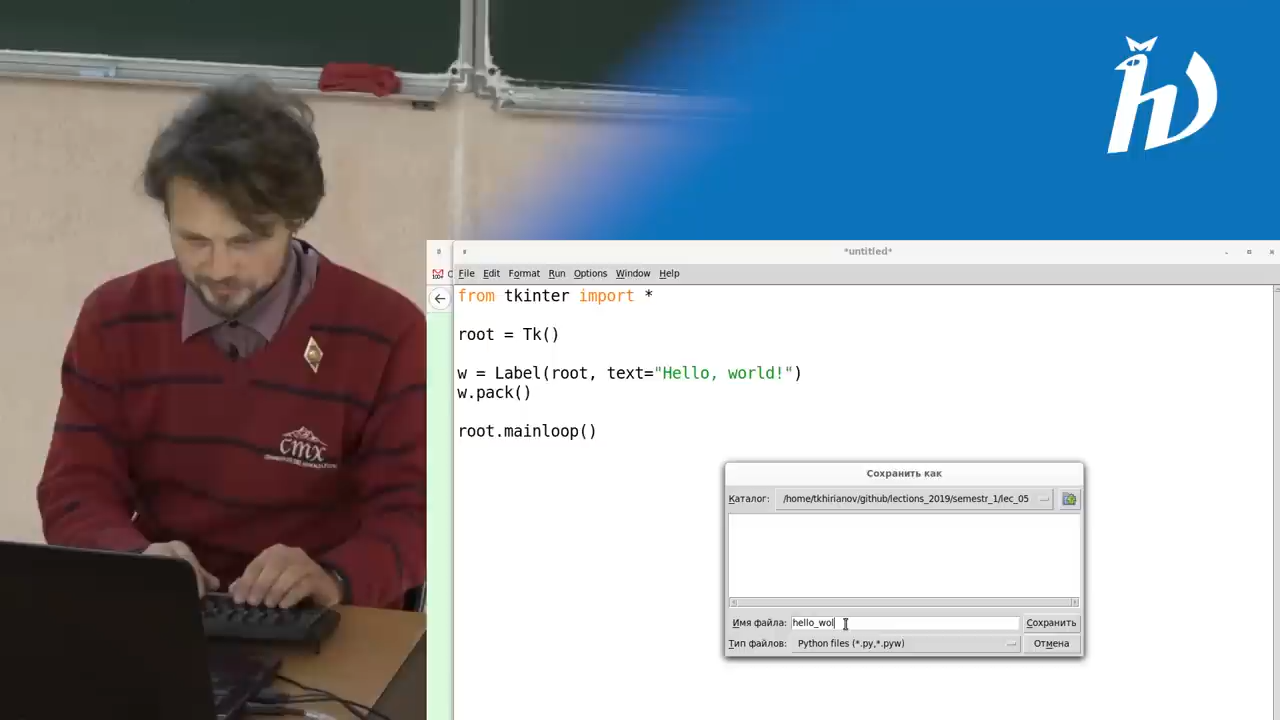 h
*untitled*
File Edit Format Run Options Window Help
from tkinter import *
root = Tk()
w = Label(root, text="Hello, world!")
w.pack()
root.mainloop()
Сохранить как
Каталог: /home/tkhirianov/github/lections_2019/semestr_1/lec_05
Имя файла: hello_wol Сохранить
Тип файлов: Python files (*.py,*.pyw) Отмена
стх